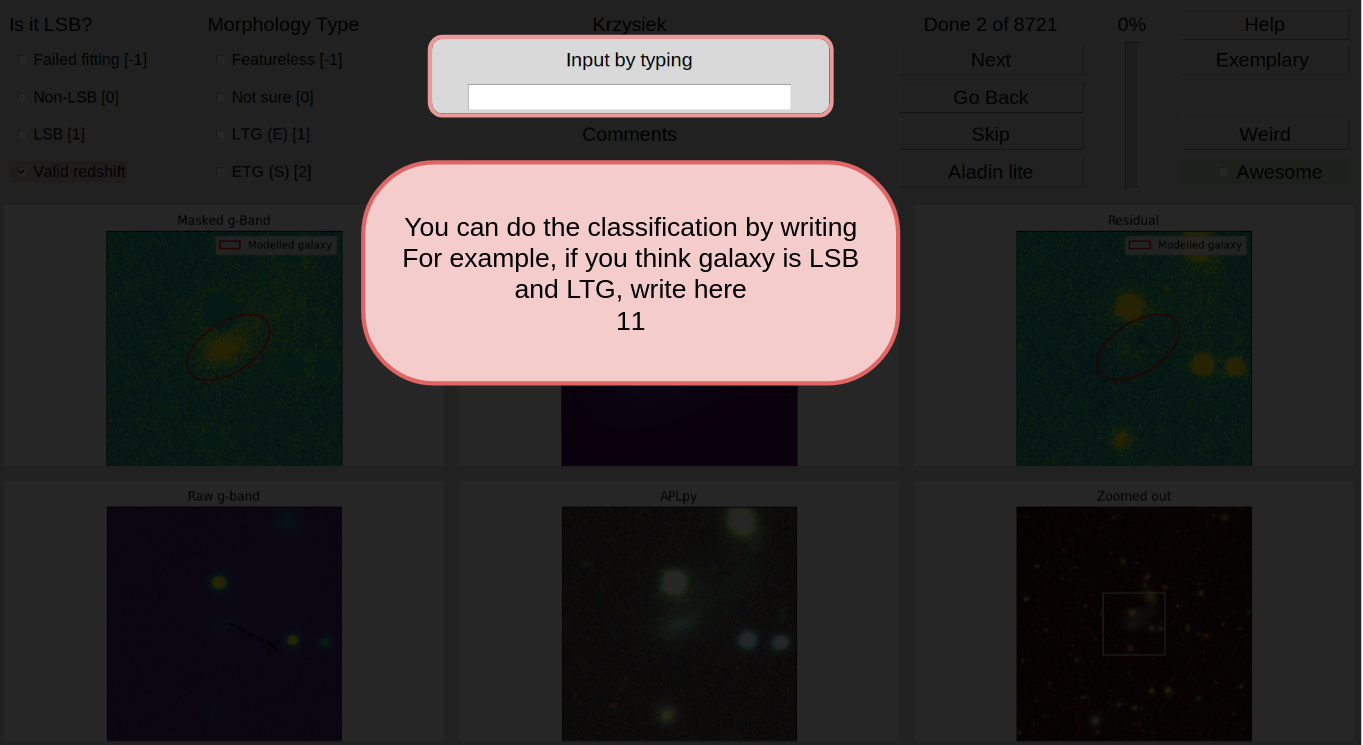 Is it LSB?
Morphology Type
Krzysiek
Done 2 of 8721
0%
Help
Failed fitting [-1]
Featureless [-1]
Input by typing
Next
Exemplary
Non-LSB [0]
Not sure [0]
Go Back
LSB [1]
LTG (E) [1]
Comments
Skip
Weird
Valid redshift
ETG (S) [2]
Aladin lite
Awesome
You can do the classification by writing
For example, if you think galaxy is LSB
and LTG, write here
11
Masked g-Band
Modelled galaxy
Residual
Modelled galaxy
Raw g-band
APLpy
Zoomed out